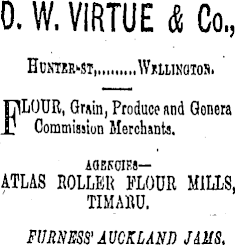 D. W. VIRTUE & Co.,
HUNTER-ST,.........WELLINGTON.
FLOUR, Grain, Produce and Genera
Commission Merchants.
AGENCIES—
ATLAS ROLLER FLOUR MILLS,
TIMARU.
FURNESS' AUCKLAND JAMS.